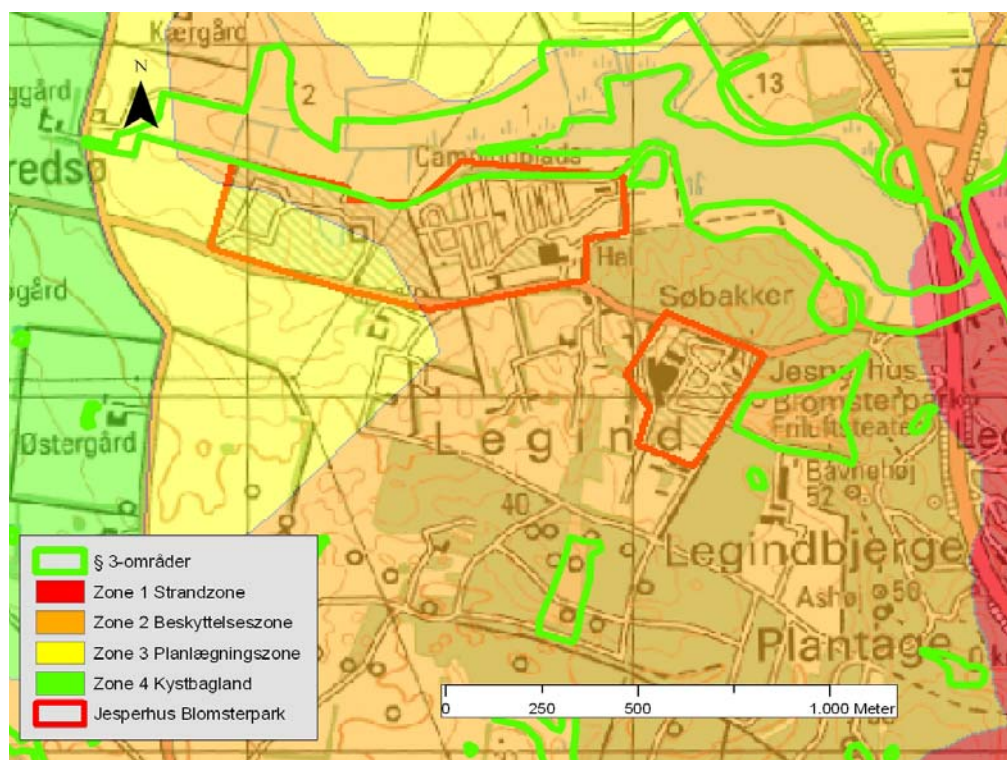 Kærgård
N
2
13
Campingplads
redsø
Hal
Søbakker
gård
Jesperhus
Blomsterpark
Friluftsteater
Østergård
Legind
Bavnehøj
52
40
Legindbjerge
Ashøj
50
Plantage
§ 3-områder
Zone 1 Strandzone
Zone 2 Beskyttelseszone
Zone 3 Planlægningszone
Zone 4 Kystbagland
Jesperhus Blomsterpark
0 250 500 1.000 Meter